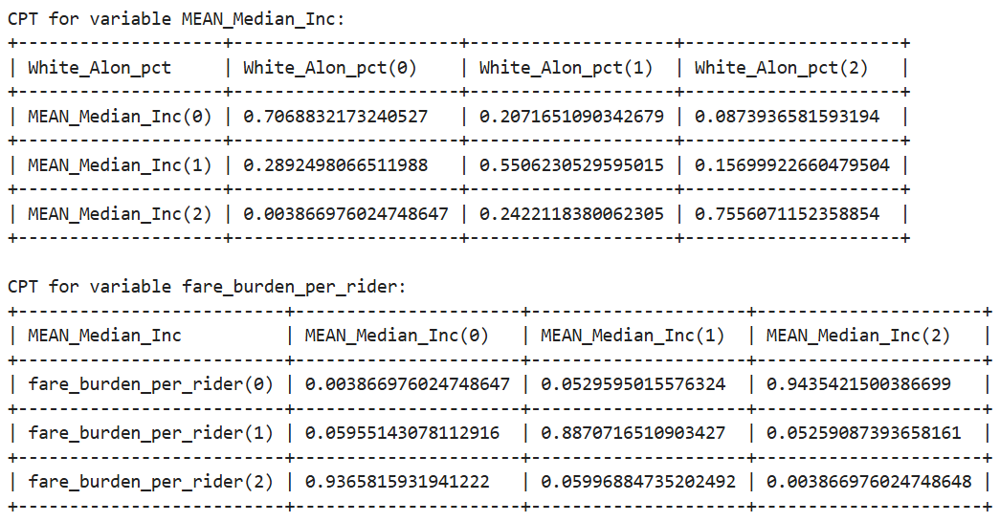 CPT for variable MEAN_Median_Inc:
+---------------------+----------------------+---------------------+---------------------+
| White_Alon_pct      | White_Alon_pct(0)    | White_Alon_pct(1)   | White_Alon_pct(2)   |
+---------------------+----------------------+---------------------+---------------------+
| MEAN_Median_Inc(0) | 0.7068832173240527   | 0.2071651090342679 | 0.0873936581593194  |
+---------------------+----------------------+---------------------+---------------------+
| MEAN_Median_Inc(1) | 0.2892498066511988   | 0.5506230529595015 | 0.15699922660479504 |
+---------------------+----------------------+---------------------+---------------------+
| MEAN_Median_Inc(2) | 0.003866976024748647 | 0.2422118380062305 | 0.7556071152358854  |
+---------------------+----------------------+---------------------+---------------------+
CPT for variable fare_burden_per_rider:
+--------------------------+----------------------+---------------------+----------------------+
| MEAN_Median_Inc          | MEAN_Median_Inc(0)   | MEAN_Median_Inc(1)  | MEAN_Median_Inc(2)   |
+--------------------------+----------------------+---------------------+----------------------+
| fare_burden_per_rider(0) | 0.003866976024748647 | 0.0529595015576324  | 0.9435421500386699   |
+--------------------------+----------------------+---------------------+----------------------+
| fare_burden_per_rider(1) | 0.05955143078112916  | 0.8870716510903427  | 0.05259087393658161  |
+--------------------------+----------------------+---------------------+----------------------+
| fare_burden_per_rider(2) | 0.9365815931941222   | 0.05996884735202492 | 0.003866976024748648 |
+--------------------------+----------------------+---------------------+----------------------+